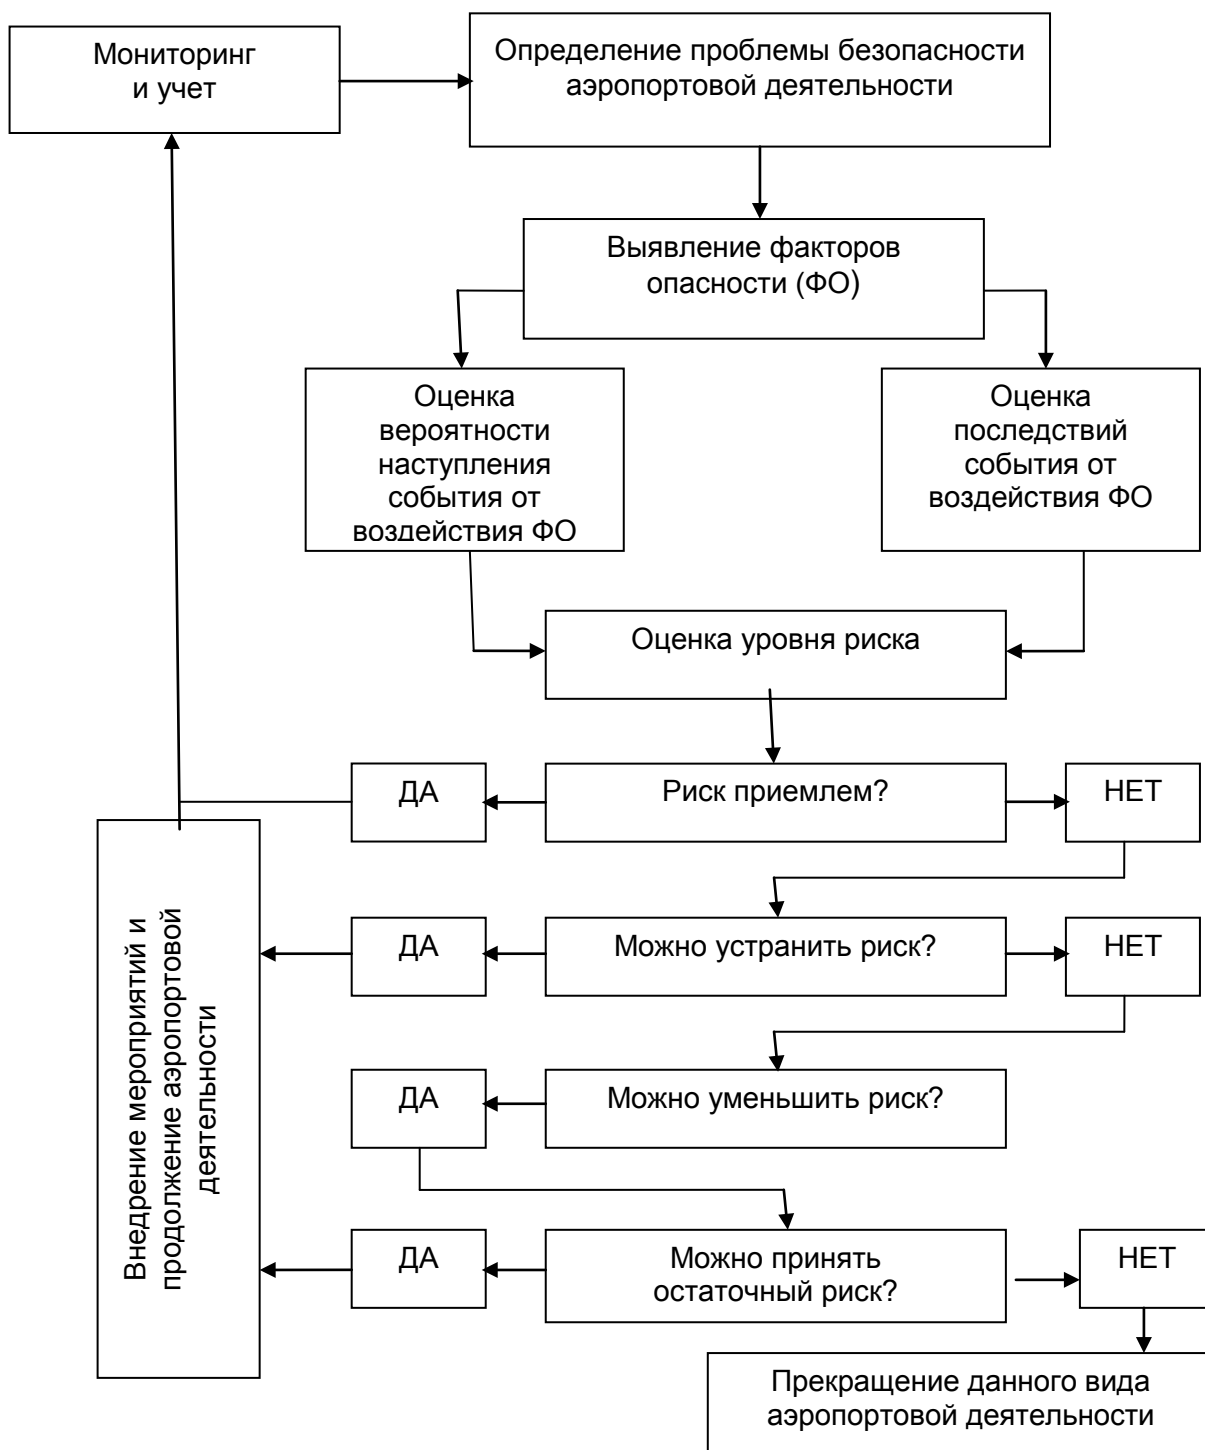 Мониторинг
и учет
Определение проблемы безопасности
аэропортовой деятельности
Выявление факторов
опасности (ФО)
Оценка
вероятности
наступления
события от
воздействия ФО
Оценка
последствий
события от
воздействия ФО
Оценка уровня риска
ДА
Риск приемлем?
НЕТ
Внедрение мероприятий и
продолжение аэропортовой
деятельности
ДА
Можно устранить риск?
НЕТ
ДА
Можно уменьшить риск?
ДА
Можно принять
остаточный риск?
НЕТ
Прекращение данного вида
аэропортовой деятельности